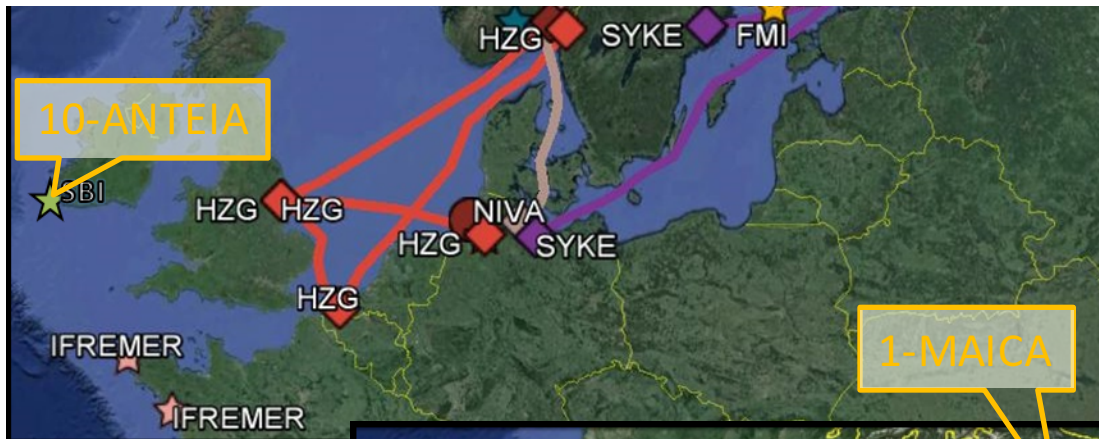 HZG
SYKE
FMI
10-ANTEIA
SBI
HZG
HZG
NIVA
HZG
SYKE
HZG
1-MAICA
IFREMER
IFREMER